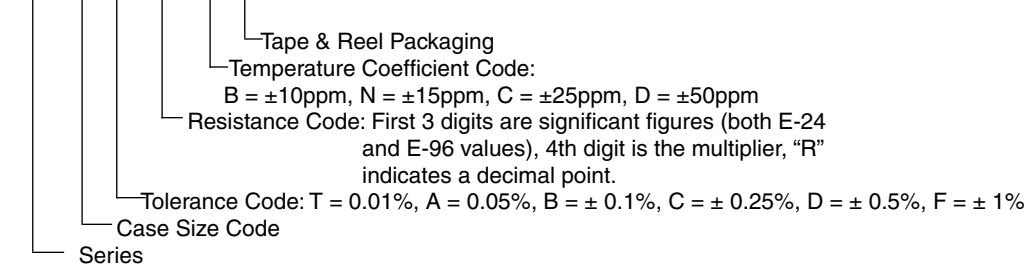 Tape & Reel Packaging
Temperature Coefficient Code:
B = ±10ppm, N = ±15ppm, C = ±25ppm, D = ±50ppm
Resistance Code: First 3 digits are significant figures (both E-24
and E-96 values), 4th digit is the multiplier, “R”
indicates a decimal point.
Tolerance Code: T = 0.01%, A = 0.05%, B = ± 0.1%, C = ± 0.25%, D = ± 0.5%, F = ± 1%
Case Size Code
Series